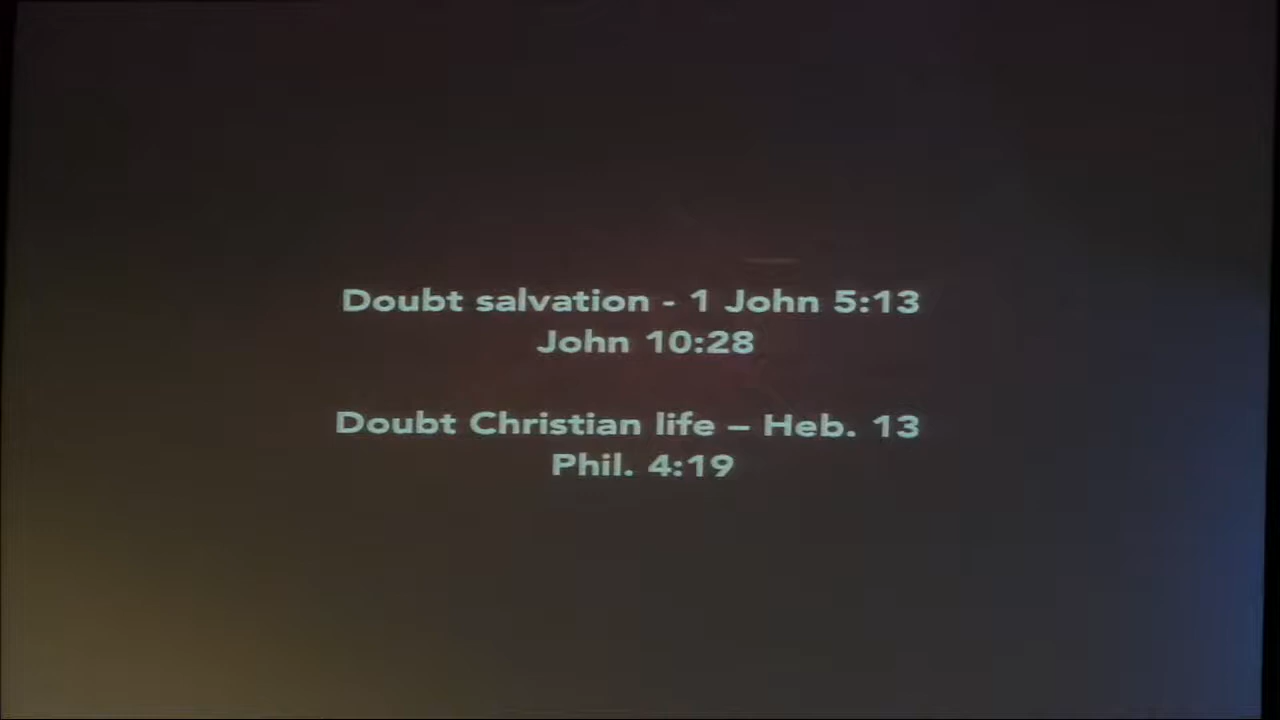 Doubt salvation - 1 John 5:13
John 10:28
Doubt Christian life – Heb. 13
Phil. 4:19